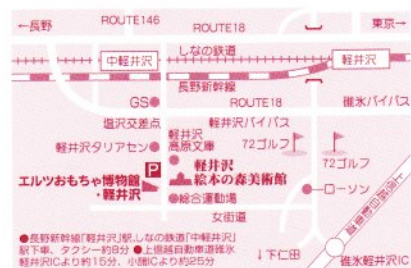 ←長野
ROUTE146
ROUTE18
東京→
しなの鉄道
中軽井沢
軽井沢
長野新幹線
GS
ROUTE18
碓氷バイパス
塩沢交差点
軽井沢バイパス
軽井沢
高原文庫
72ゴルフ
軽井沢タリアセン
72ゴルフ
P
軽井沢
絵本の森美術館
エルツおもちゃ博物館
・軽井沢
ローソン
総合運動場
女街道
上信越自動車道
●長野新幹線「軽井沢」駅、しなの鉄道「中軽井沢」
駅下車、タクシー約8分 ●上信越自動車道碓氷
軽井沢ICより約15分、小諸ICより約25分
↓下仁田
碓氷軽井沢IC